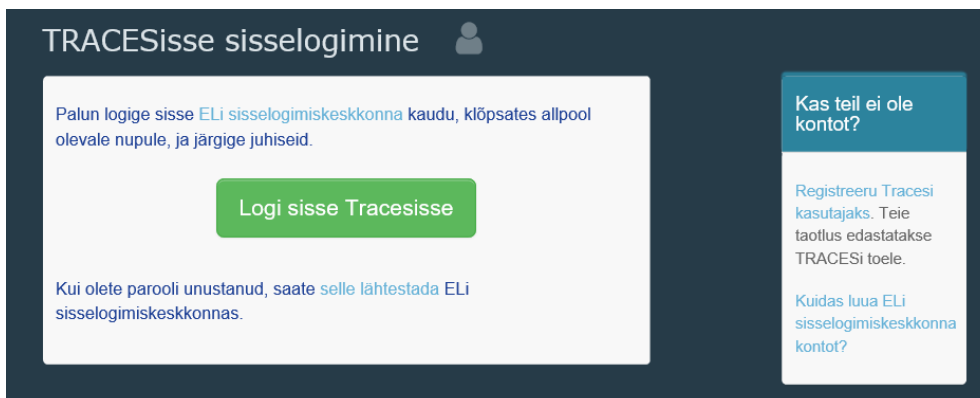 TRACESisse sisselogimine
Palun logige sisse ELi sisselogimiskeskkonna kaudu, klõpsates allpool
olevale nupule, ja järgige juhiseid.
Logi sisse Tracesisse
Kui olete parooli unustanud, saate selle lähtestada ELi
sisselogimiskeskkonnas.
Kas teil ei ole
kontot?
Registreeru Tracesi
kasutajaks. Teie
taotlus edastatakse
TRACESi toele.
Kuidas luua ELi
sisselogimiskeskkonna
kontot?